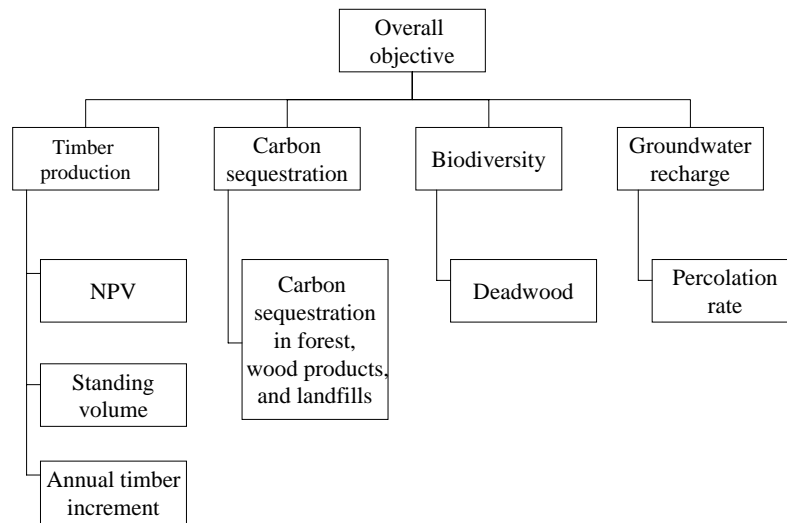 Overall
objective
Timber
production
Carbon
sequestration
Biodiversity
Groundwater
recharge
NPV
Standing
volume
Annual timber
increment
Carbon
sequestration
in forest,
wood products,
and landfills
Deadwood
Percolation
rate